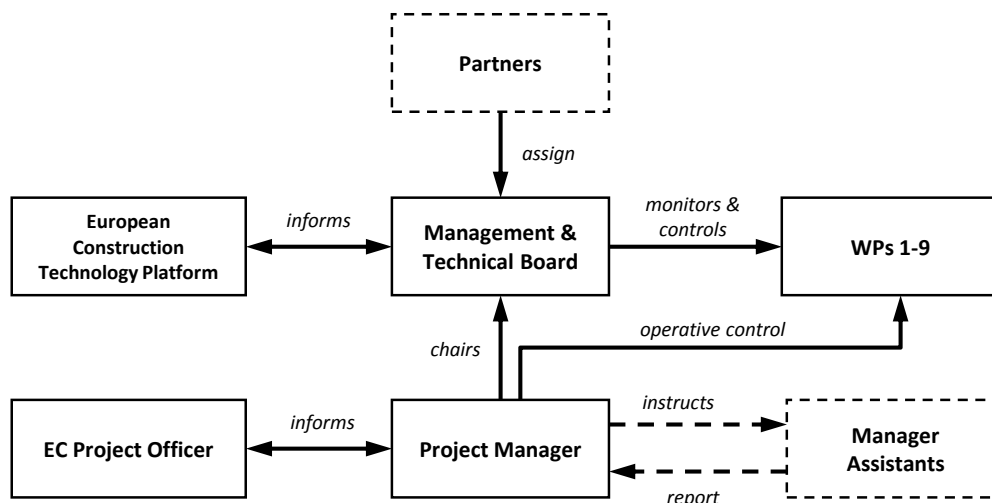 Partners
assign
European
Construction
Technology Platform
informs
Management &
Technical Board
monitors &
controls
WPs 1-9
chairs
operative control
EC Project Officer
informs
Project Manager
instructs
report
Manager
Assistants